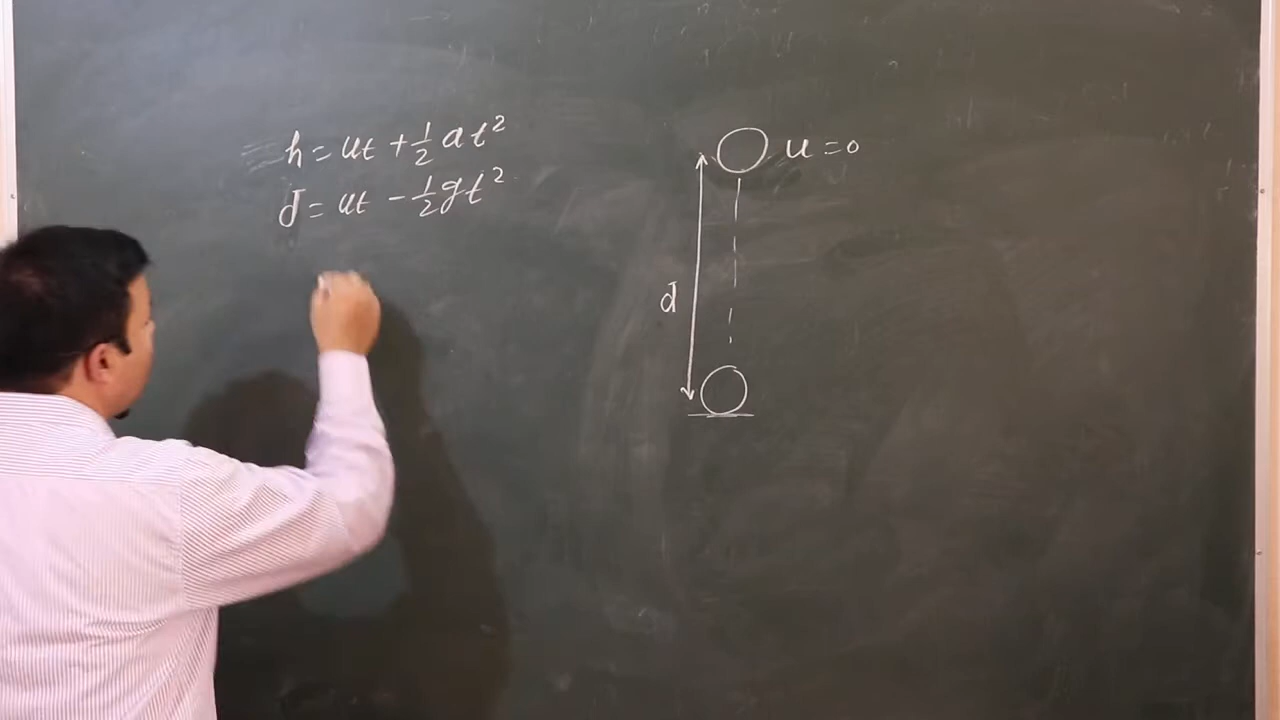 h = ut + 1/2 at²
d = ut - 1/2 gt²
u = 0
d